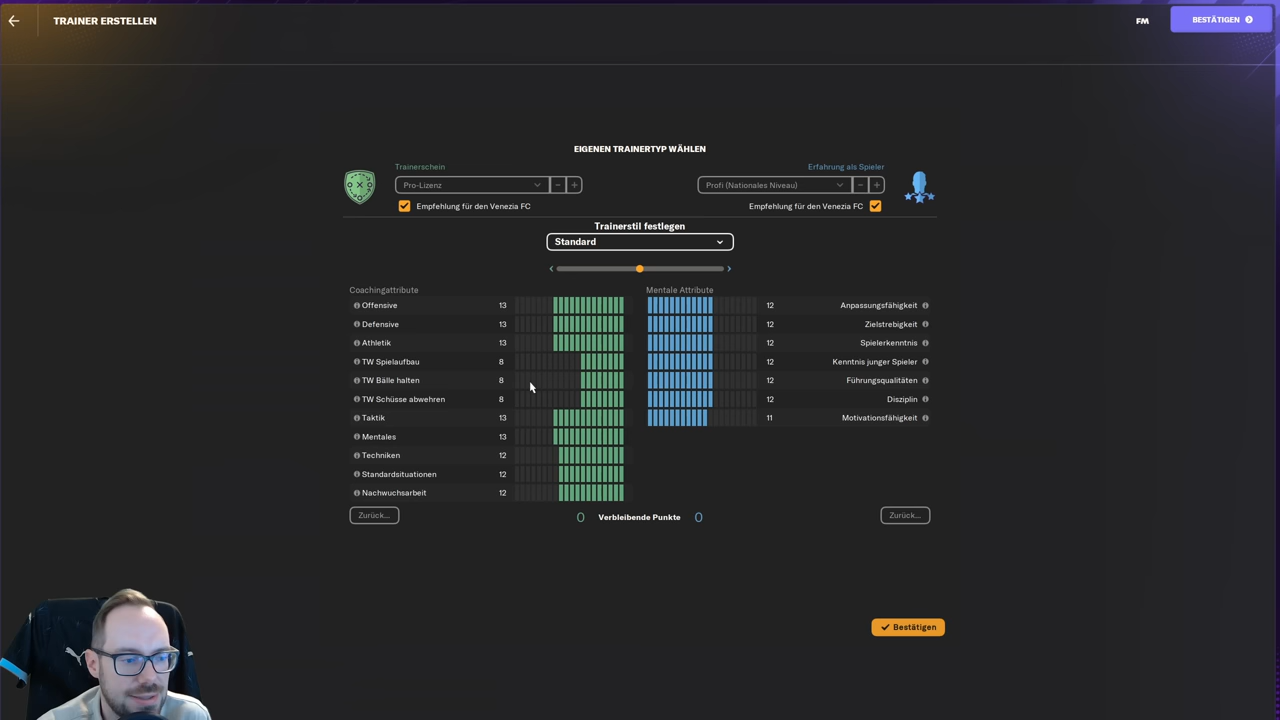 TRAINER ERSTELLEN
FM
BESTÄTIGEN
EIGENEN TRAINERTYP WÄHLEN
Trainerschein
Erfahrung als Spieler
Pro-Lizenz
Profi (Nationales Niveau)
Empfehlung für den Venezia FC
Empfehlung für den Venezia FC
Trainerstil festlegen
Standard
Coachingattribute
Mentale Attribute
Offensive 13
12 Anpassungsfähigkeit
Defensive 13
12 Zielstrebigkeit
Athletik 13
12 Spielerkenntnis
TW Spielaufbau 8
12 Kenntnis junger Spieler
TW Bälle halten 8
12 Führungsqualitäten
TW Schüsse abwehren 8
12 Disziplin
Taktik 13
11 Motivationsfähigkeit
Mentales 13
Techniken 12
Standardsituationen 12
Nachwuchsarbeit 12
Zurück...
0 Verbleibende Punkte 0
Zurück...
Bestätigen